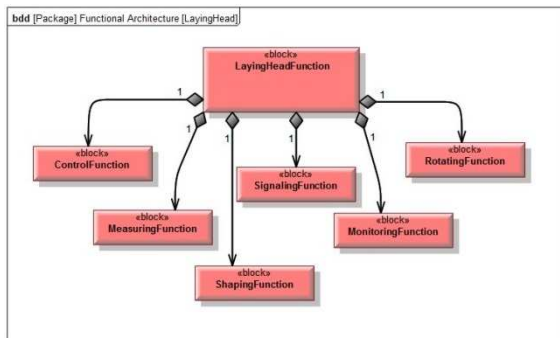 bdd [Package] Functional Architecture [LayingHead]
«block»
LayingHeadFunction
1
1
1
1
1
1
«block»
ControlFunction
«block»
RotatingFunction
«block»
SignalingFunction
«block»
MeasuringFunction
«block»
MonitoringFunction
«block»
ShapingFunction